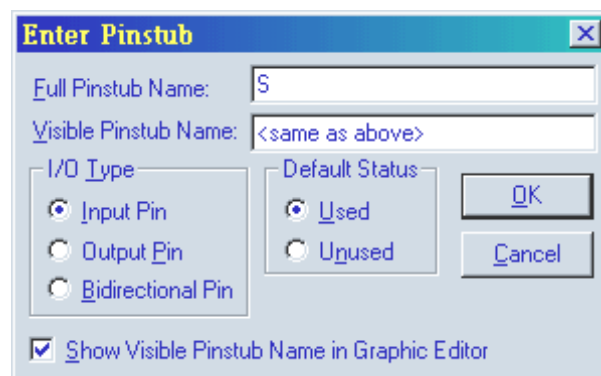 Enter Pinstub
Full Pinstub Name: S
Visible Pinstub Name: <same as above>
I/O Type
Input Pin
Output Pin
Bidirectional Pin
Default Status
Used
Unused
OK
Cancel
Show Visible Pinstub Name in Graphic Editor